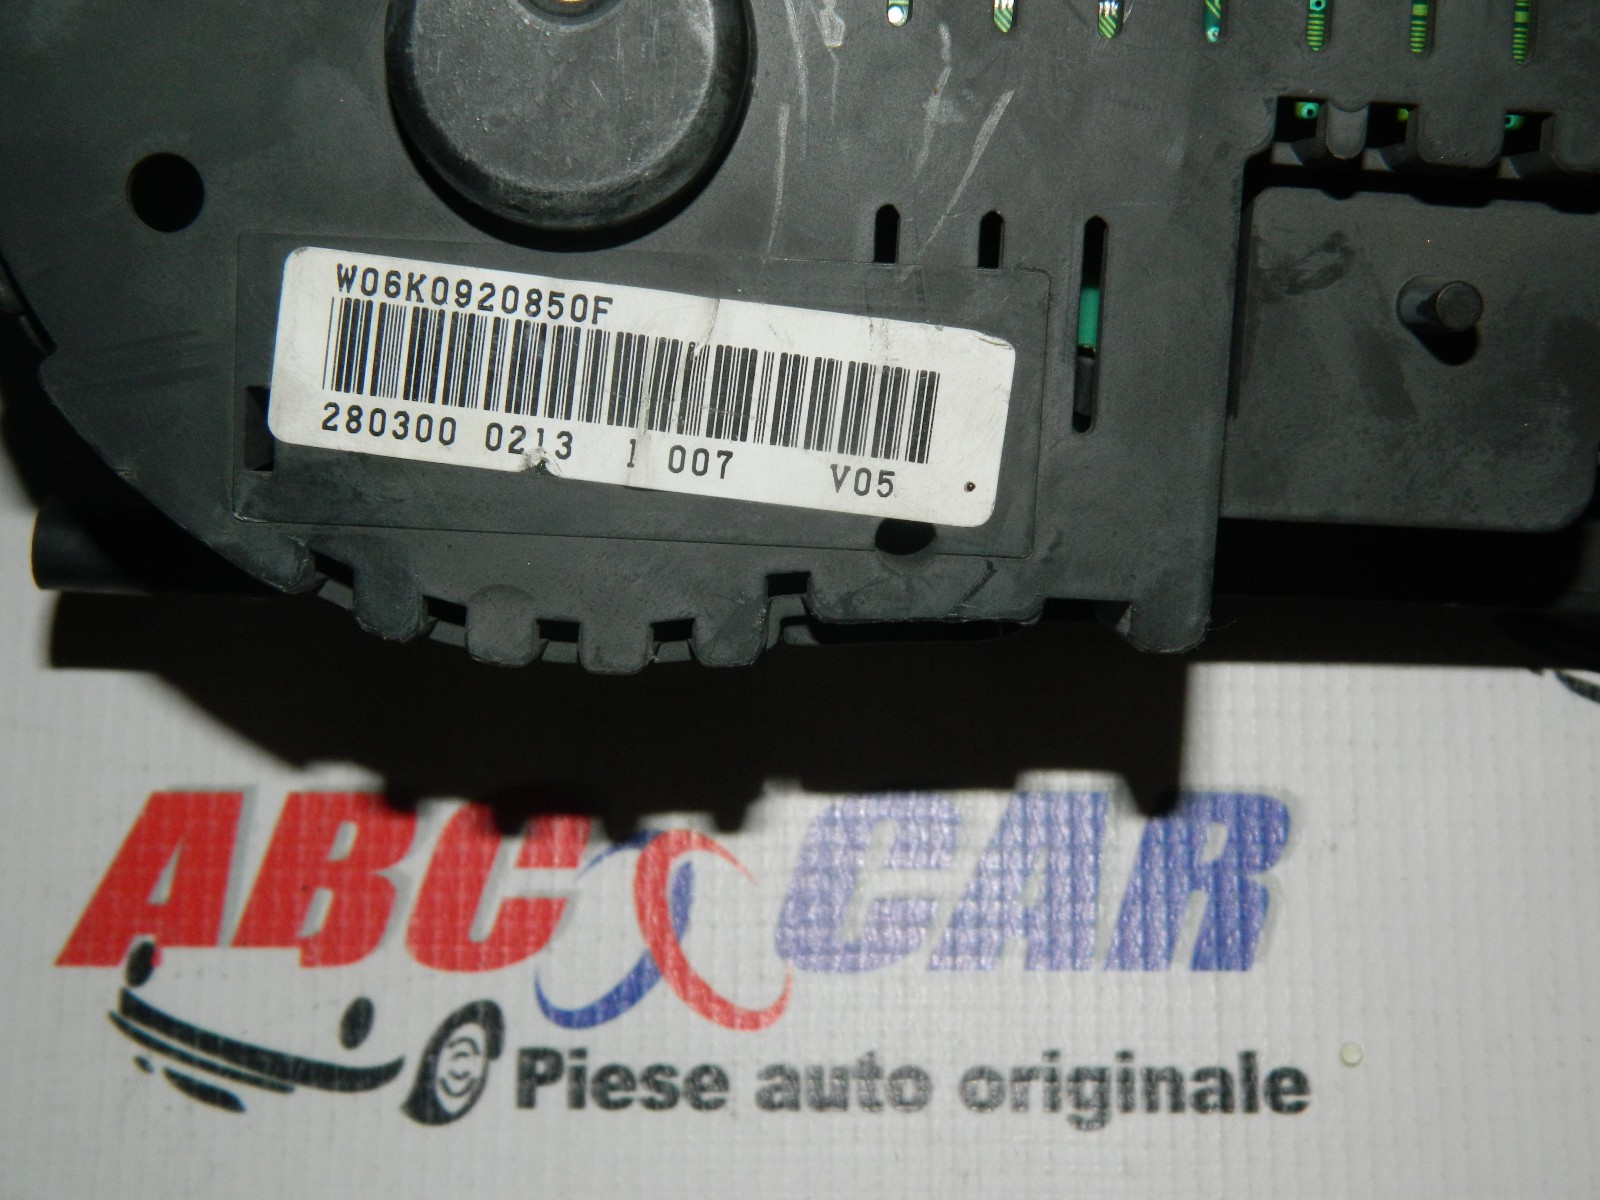 W06K0920850F
280300 0213 1 007 V05
ABC CAR
Piese auto originale